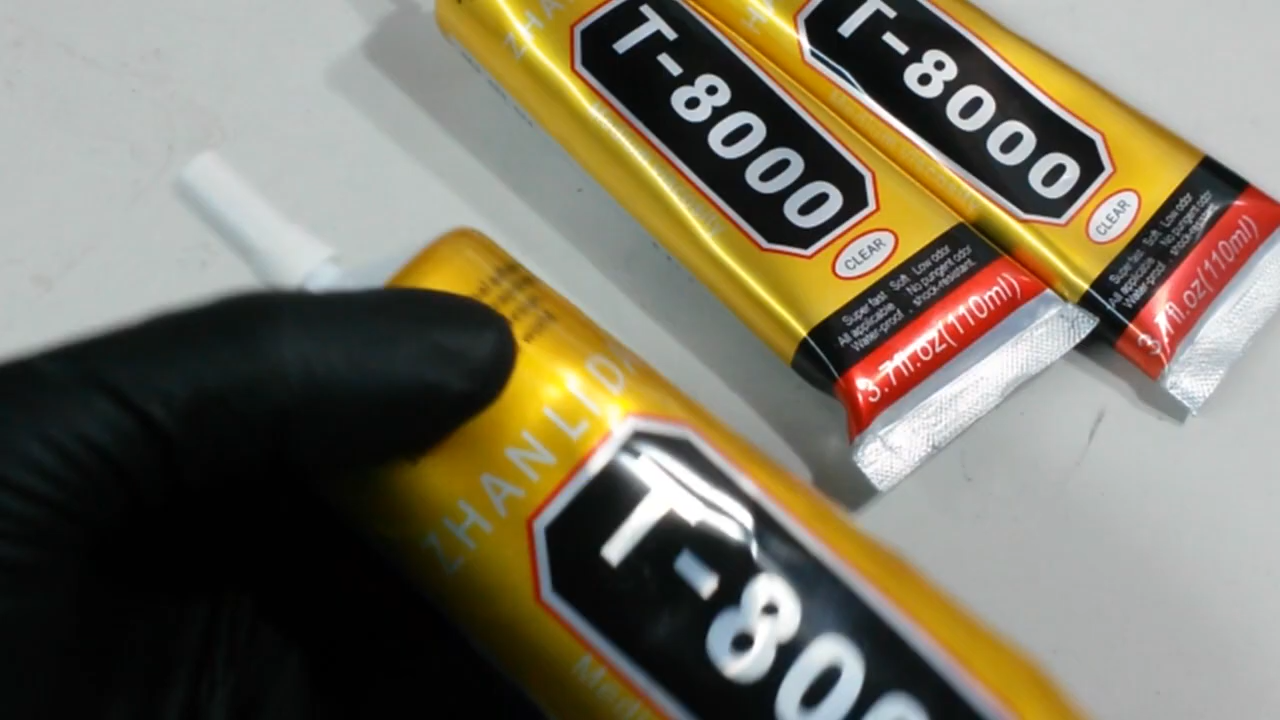 T-8000
CLEAR
Super fast Soft Low odor
All applicable No pungent odor
Water-proof shock-resistant
3.7fl.oz(110ml)
T-8000
CLEAR
Super fast Soft Low odor
All applicable No pungent odor
Water-proof shock-resistant
3.7fl.oz(110ml)
ZHANLIDA
T-800